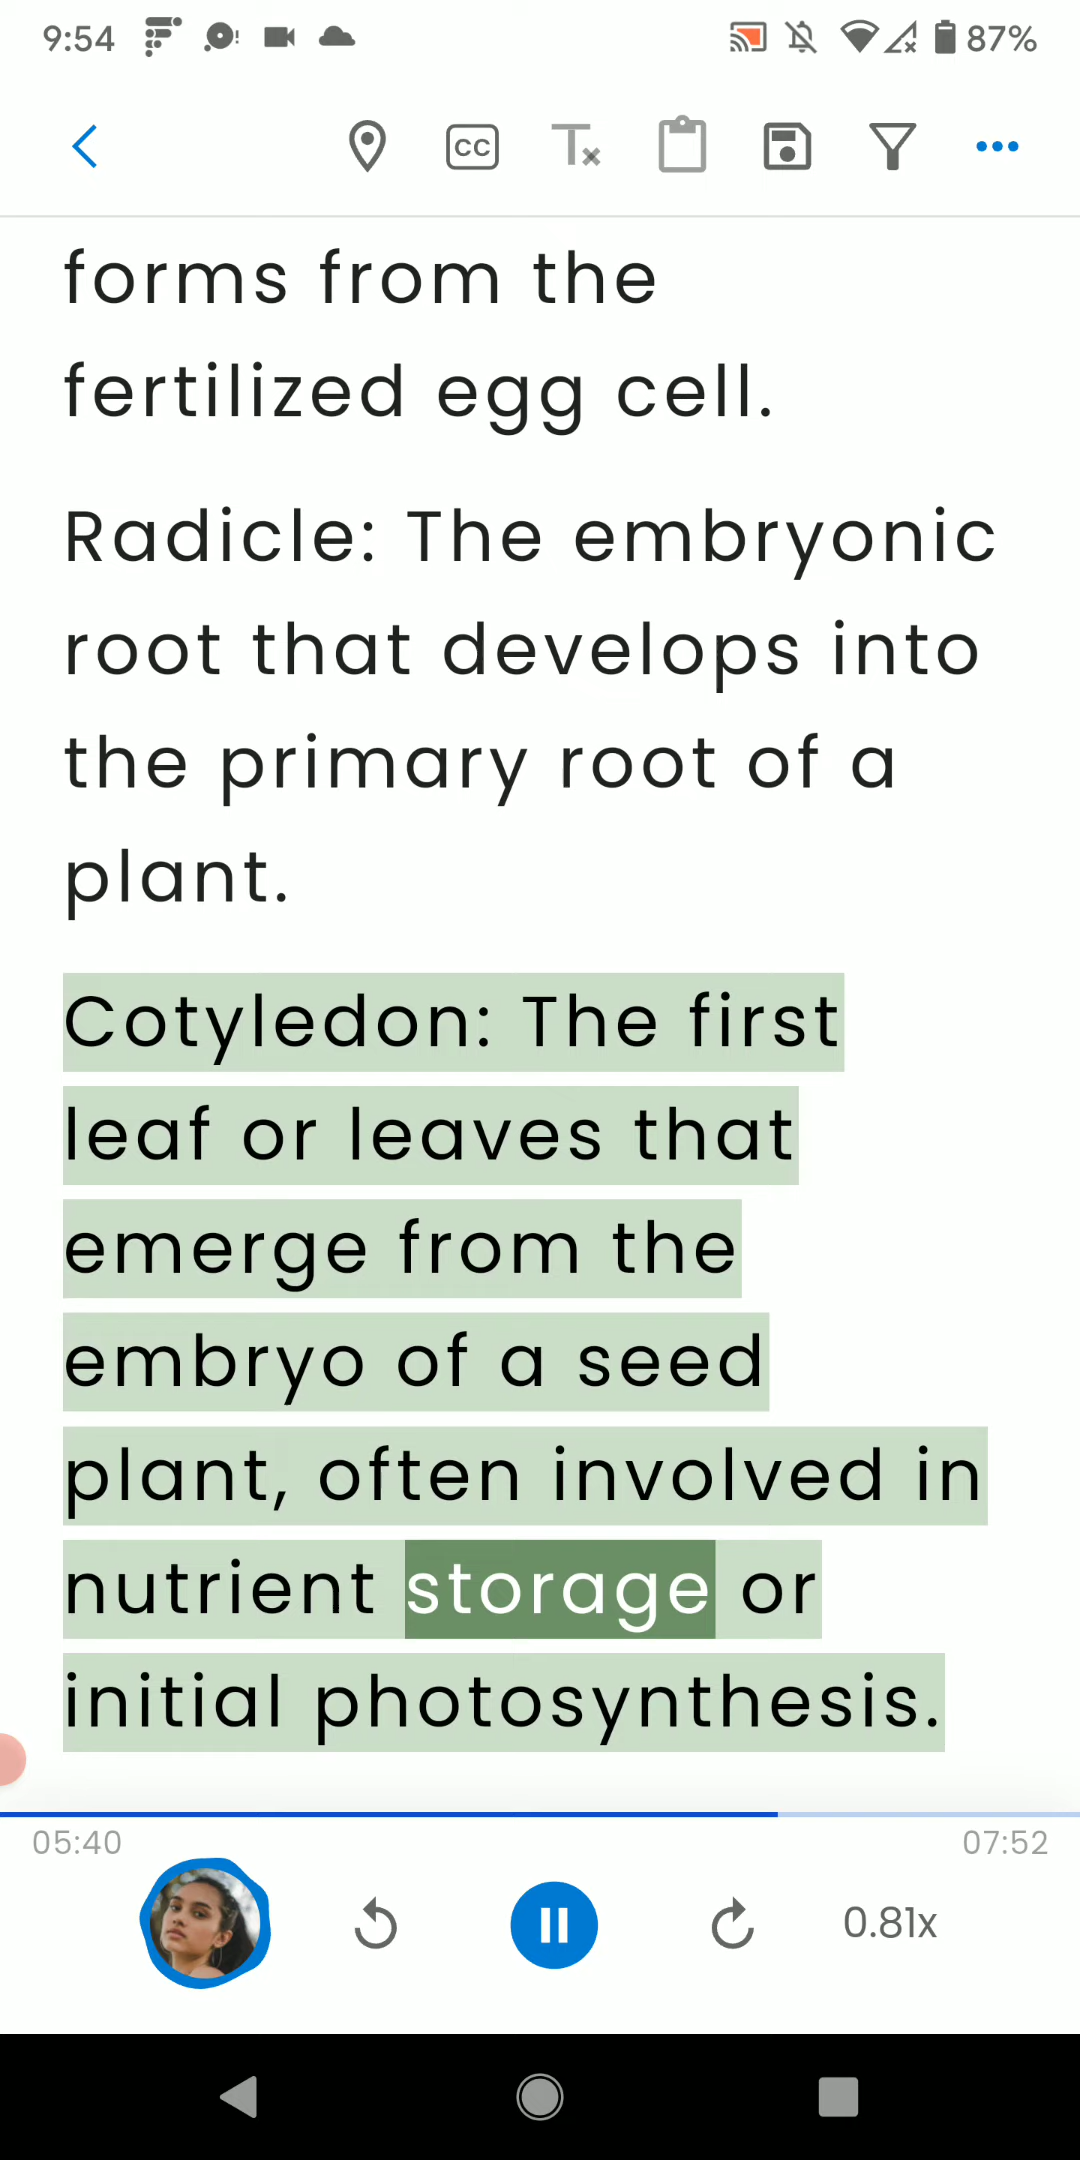 9:54
87%
CC
forms from the
fertilized egg cell.
Radicle: The embryonic
root that develops into
the primary root of a
plant.
Cotyledon: The first
leaf or leaves that
emerge from the
embryo of a seed
plant, often involved in
nutrient storage or
initial photosynthesis.
05:40
07:52
0.81x